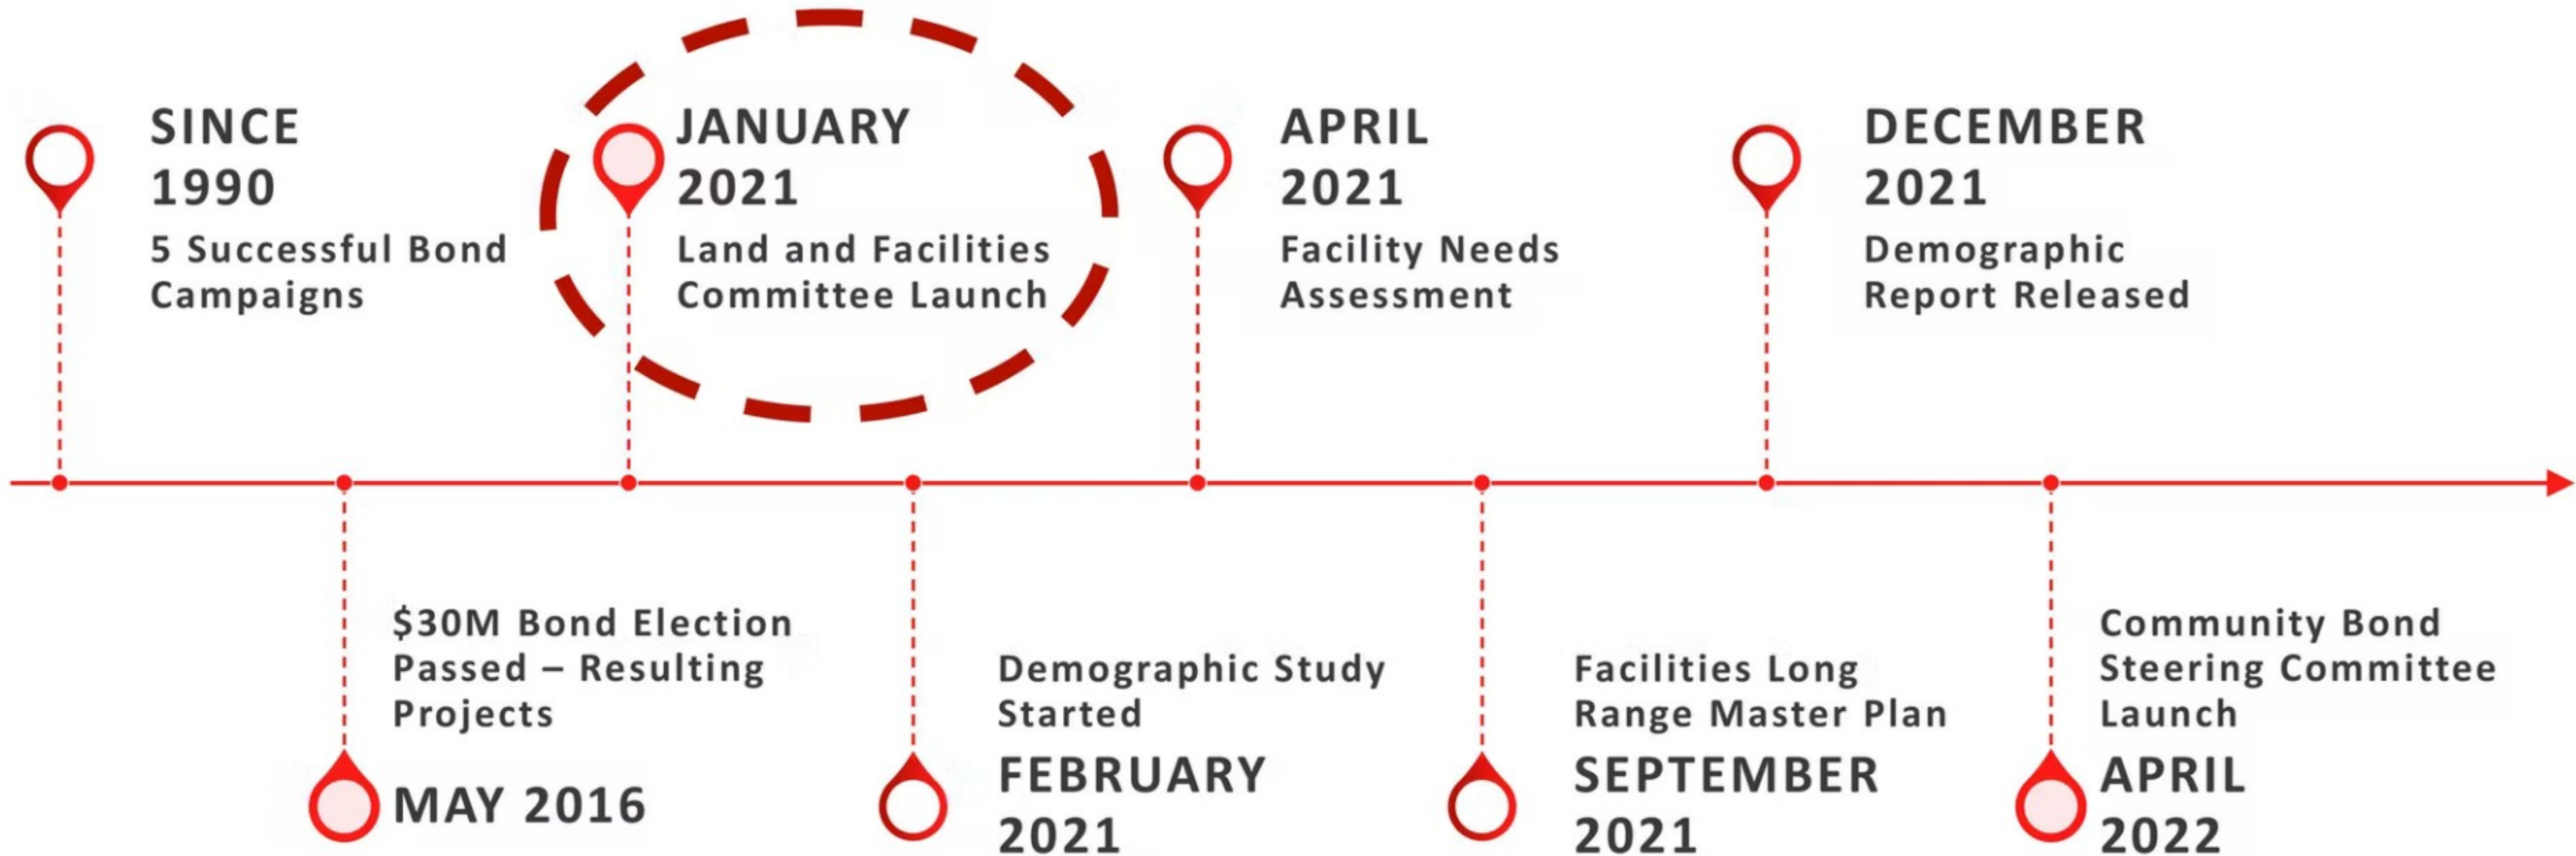 SINCE
1990
5 Successful Bond
Campaigns
JANUARY
2021
Land and Facilities
Committee Launch
APRIL
2021
Facility Needs
Assessment
DECEMBER
2021
Demographic
Report Released
$30M Bond Election
Passed – Resulting
Projects
MAY 2016
Demographic Study
Started
FEBRUARY
2021
Facilities Long
Range Master Plan
SEPTEMBER
2021
Community Bond
Steering Committee
Launch
APRIL
2022